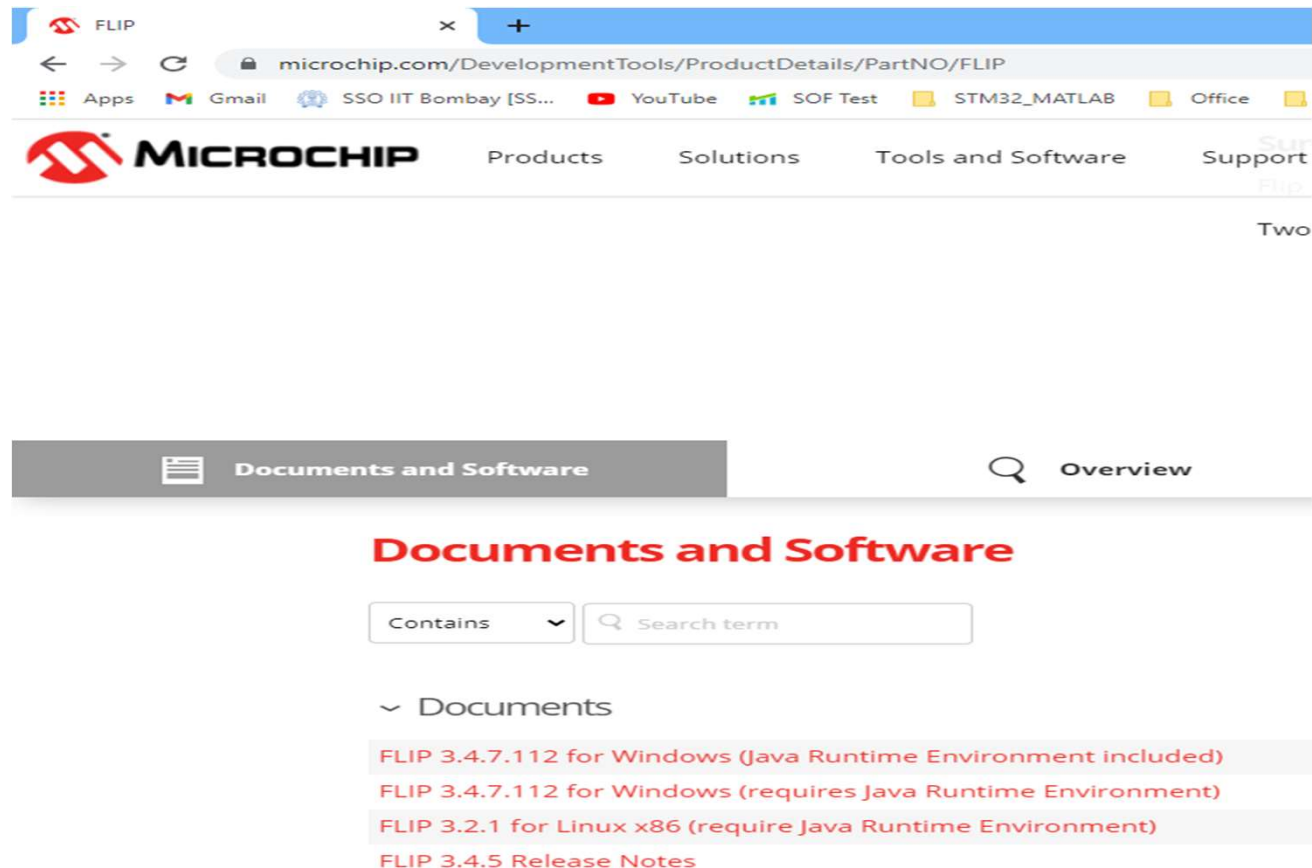 FLIP
microchip.com/DevelopmentTools/ProductDetails/PartNO/FLIP
Apps Gmail SSO IIT Bombay [SS... YouTube SOF Test STM32_MATLAB Office
MICROCHIP Products Solutions Tools and Software Support
Flip
Two
Documents and Software Overview
Documents and Software
Contains Search term
Documents
FLIP 3.4.7.112 for Windows (Java Runtime Environment included)
FLIP 3.4.7.112 for Windows (requires Java Runtime Environment)
FLIP 3.2.1 for Linux x86 (require Java Runtime Environment)
FLIP 3.4.5 Release Notes